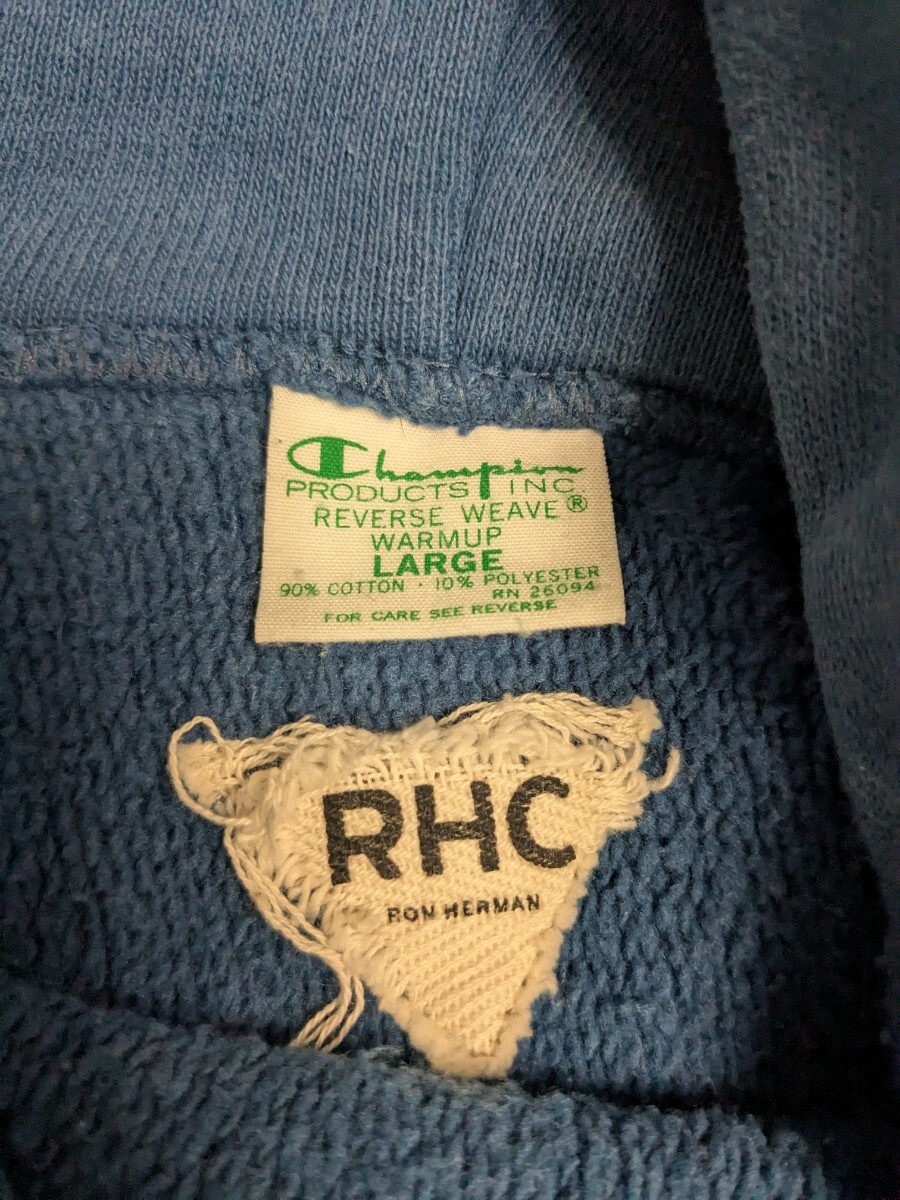 Champion
PRODUCTS INC.
REVERSE WEAVE®
WARMUP
LARGE
90% COTTON · 10% POLYESTER
RN 26094
FOR CARE SEE REVERSE
RHC
RON HERMAN